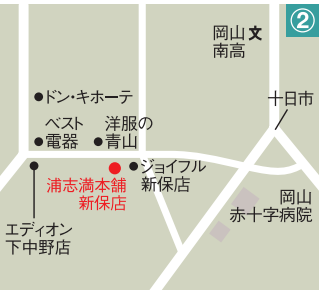 ②
岡山
南高
十日市
ドン・キホーテ
ベスト
電器
洋服の
青山
ジョイフル
新保店
浦志満本舗
新保店
エディオン
下中野店
岡山
赤十字病院